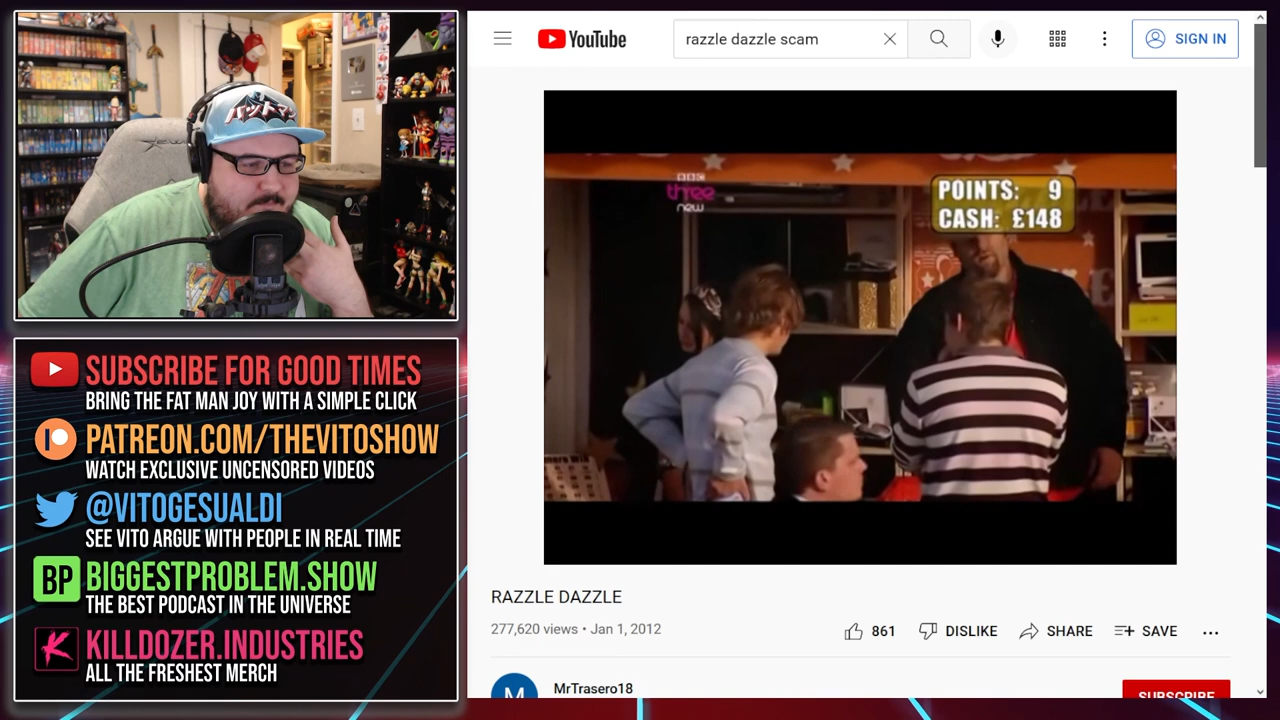 SUBSCRIBE FOR GOOD TIMES
BRING THE FAT MAN JOY WITH A SIMPLE CLICK
PATREON.COM/THEVITOSHOW
WATCH EXCLUSIVE UNCENSORED VIDEOS
@VITOGESUALDI
SEE VITO ARGUE WITH PEOPLE IN REAL TIME
BP
BIGGESTPROBLEM.SHOW
THE BEST PODCAST IN THE UNIVERSE
K
KILLDOZER.INDUSTRIES
ALL THE FRESHEST MERCH
YouTube
razzle dazzle scam
SIGN IN
BBC
three
new
POINTS: 9
CASH: £148
RAZZLE DAZZLE
277,620 views • Jan 1, 2012
861
DISLIKE
SHARE
SAVE
M
MrTrasero18
SUBSCRIBE